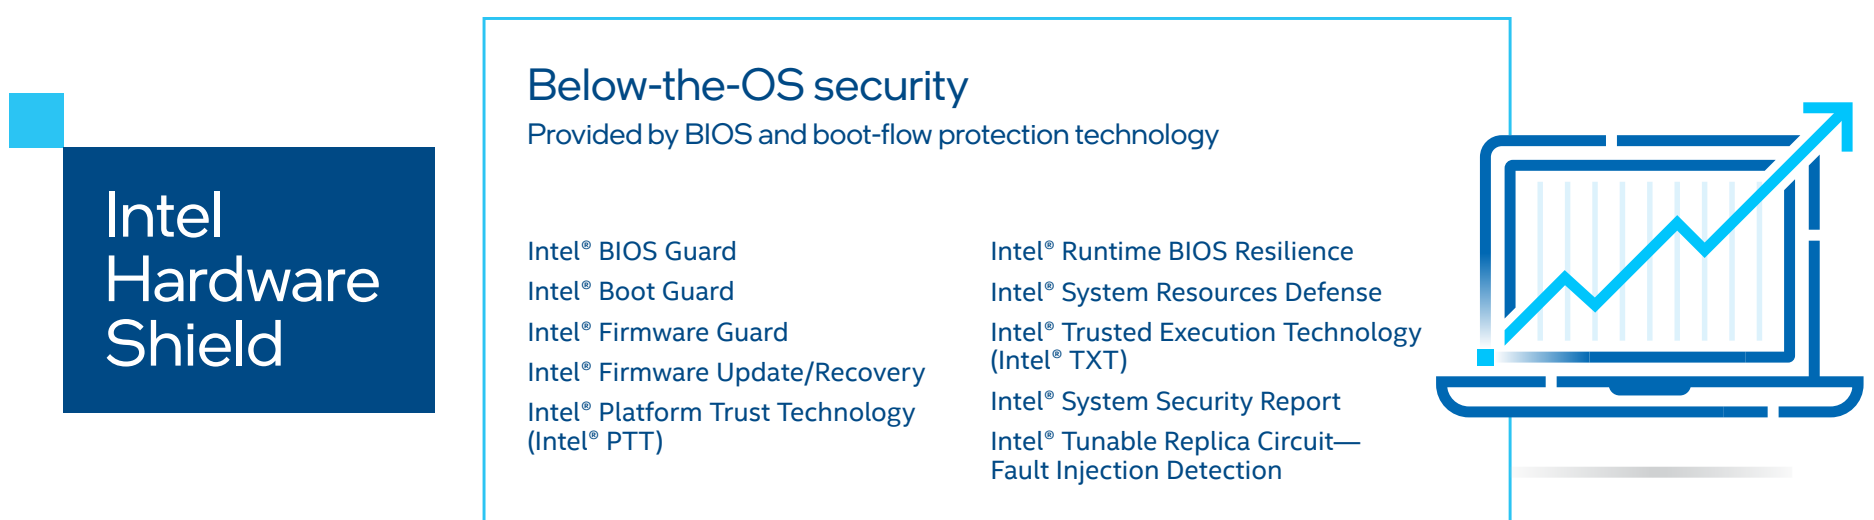 Intel
Hardware
Shield
Below-the-OS security
Provided by BIOS and boot-flow protection technology
Intel® BIOS Guard
Intel® Boot Guard
Intel® Firmware Guard
Intel® Firmware Update/Recovery
Intel® Platform Trust Technology
(Intel® PTT)
Intel® Runtime BIOS Resilience
Intel® System Resources Defense
Intel® Trusted Execution Technology
(Intel® TXT)
Intel® System Security Report
Intel® Tunable Replica Circuit—
Fault Injection Detection